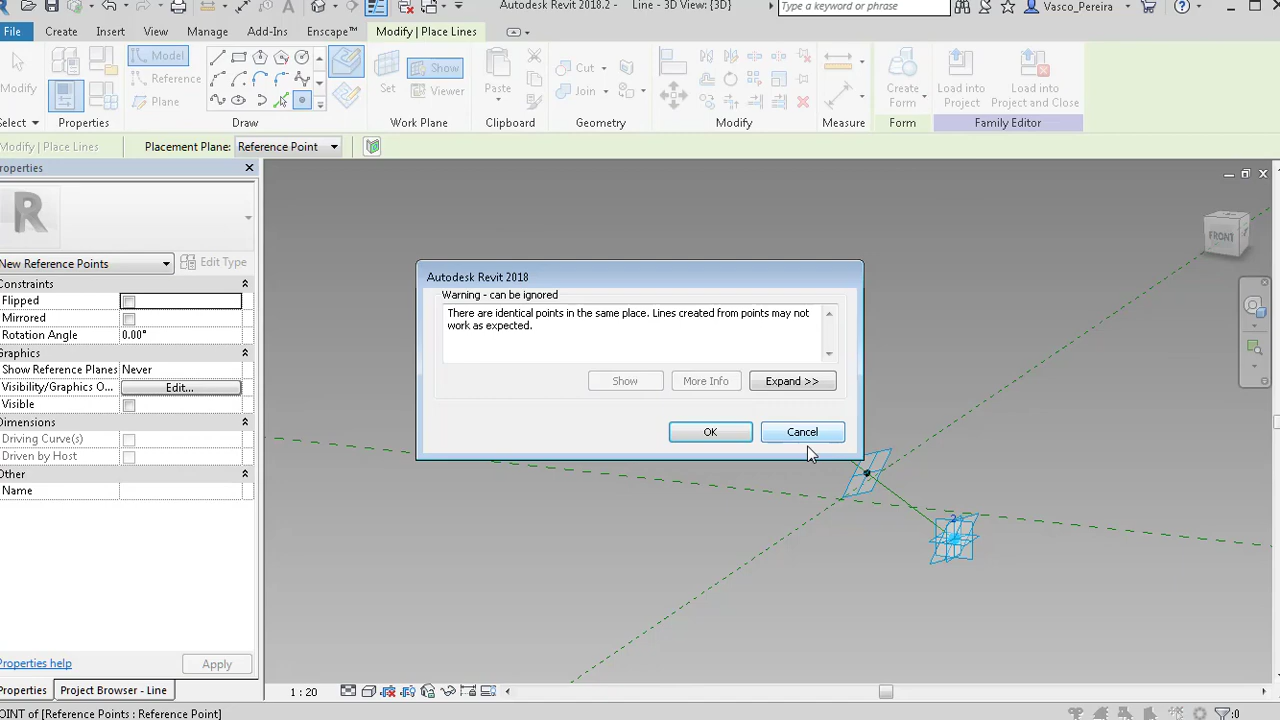 Autodesk Revit 2018.2 - Line - 3D View: {3D}
Type a keyword or phrase
Vasco_Pereira
File Create Insert View Manage Add-Ins Enscape™ Modify | Place Lines
Modify
Model
Reference
Plane
Set
Show
Viewer
Paste
Cut
Join
Create
Form
Load into
Project
Load into
Project and Close
Select Properties Draw Work Plane Clipboard Geometry Modify Measure Form Family Editor
Modify | Place Lines Placement Plane: Reference Point
Properties
R
New Reference Points Edit Type
Constraints
Flipped
Mirrored
Rotation Angle 0.00°
Graphics
Show Reference Planes Never
Visibility/Graphics O... Edit...
Visible
Dimensions
Driving Curve(s)
Driven by Host
Other
Name
Properties help Apply
Properties Project Browser - Line
Autodesk Revit 2018
Warning - can be ignored
There are identical points in the same place. Lines created from points may not
work as expected.
Show More Info Expand >>
OK Cancel
FRONT
1 : 20
POINT of [Reference Points : Reference Point]
:0